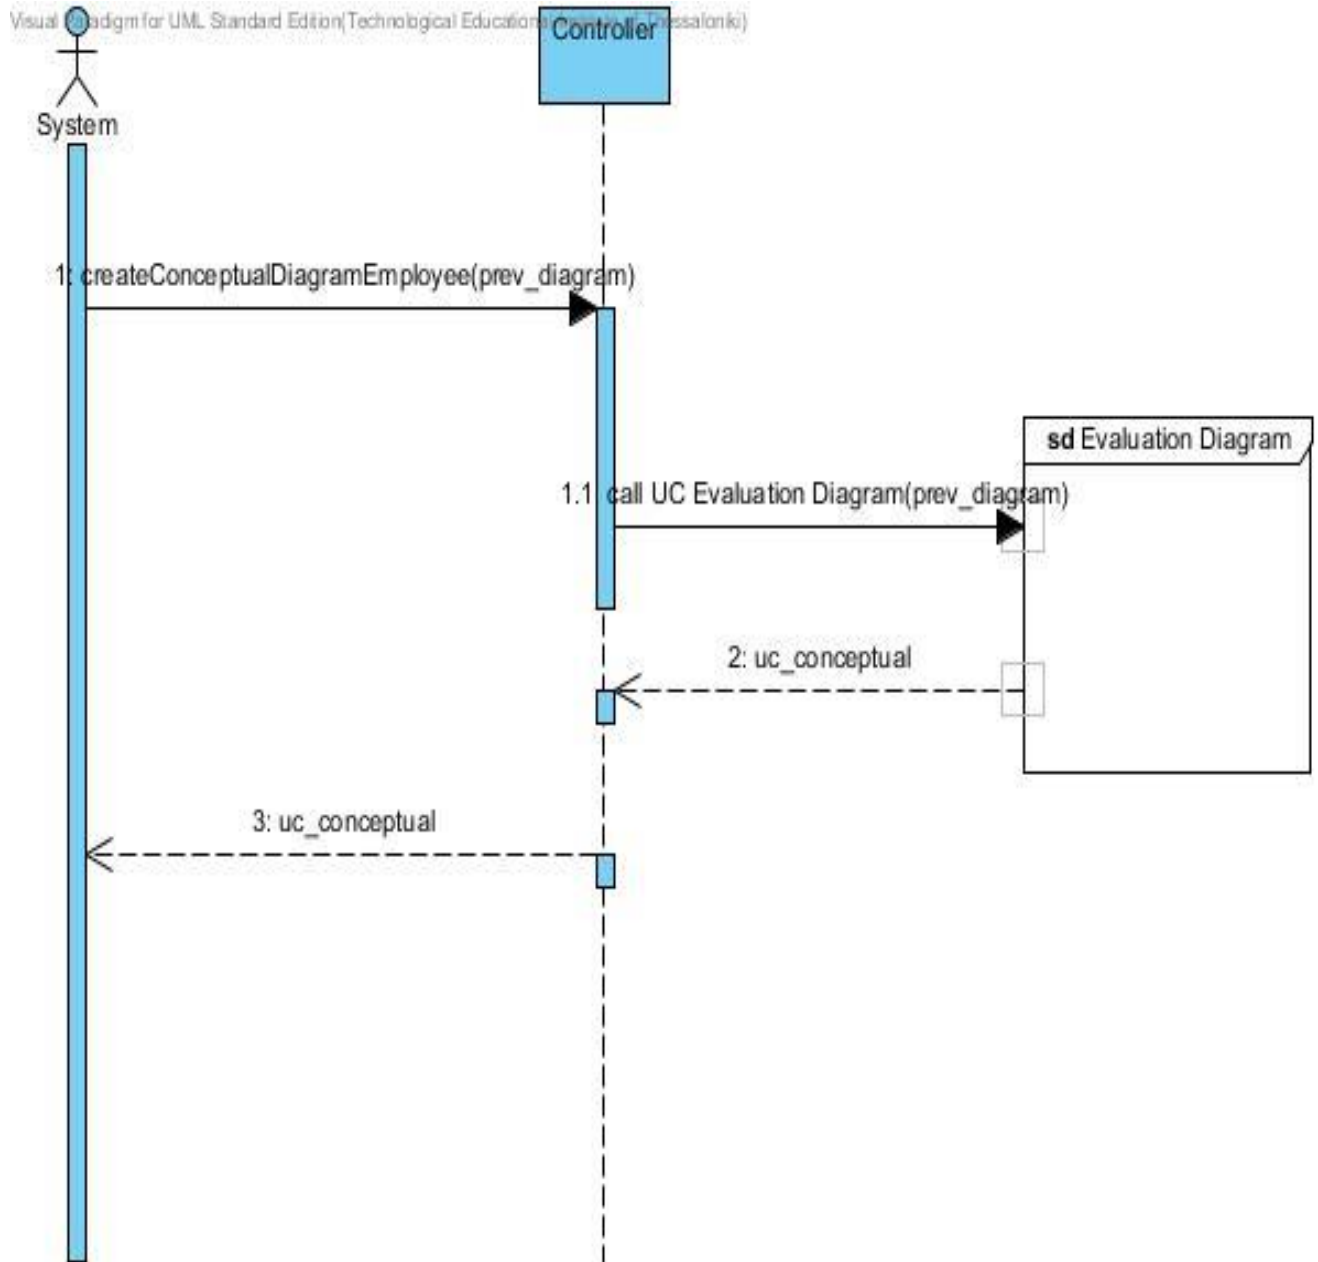 Visual Paradigm for UML Standard Edition(Technological Educational of Thessaloniki)
Controller
System
1: createConceptualDiagramEmployee(prev_diagram)
sd Evaluation Diagram
1.1 call UC Evaluation Diagram(prev_diagram)
2: uc_conceptual
3: uc_conceptual